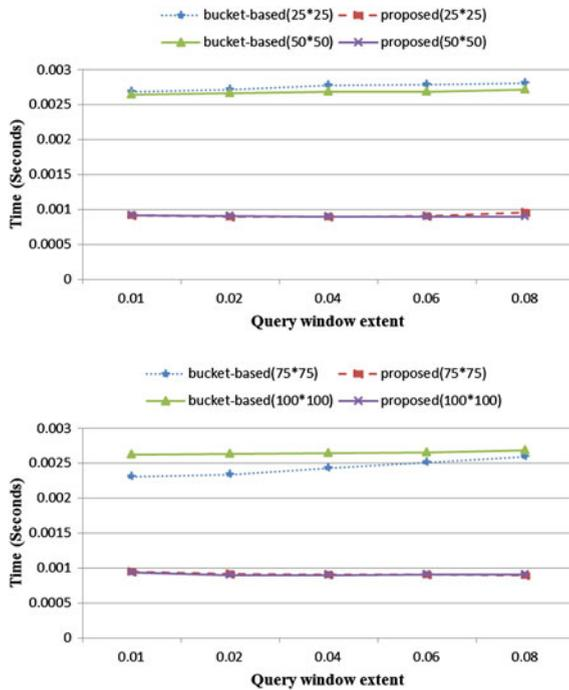 bucket-based(25*25) proposed(25*25)
bucket-based(50*50) proposed(50*50)
0.003
0.0025
0.002
0.0015
0.001
0.0005
0
Time (Seconds)
0.01 0.02 0.04 0.06 0.08
Query window extent
bucket-based(75*75) proposed(75*75)
bucket-based(100*100) proposed(100*100)
0.003
0.0025
0.002
0.0015
0.001
0.0005
0
Time (Seconds)
0.01 0.02 0.04 0.06 0.08
Query window extent